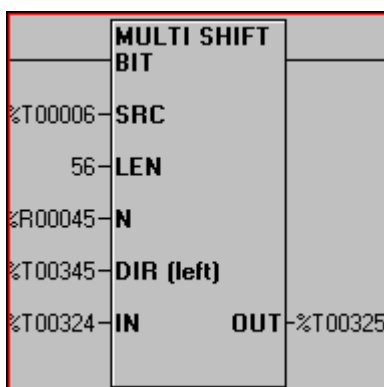 MULTI SHIFT
BIT
%T00006 SRC
56 LEN
%R00045 N
%T00345 DIR (left)
%T00324 IN OUT %T00325